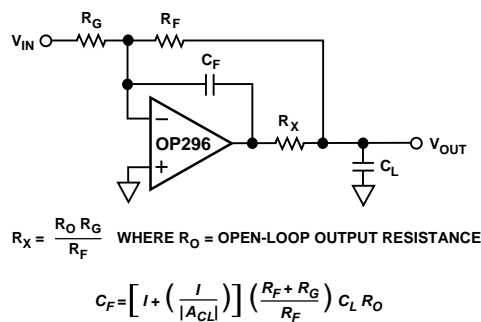 R_G
R_F
V_IN
C_F
R_X
OP296
−
+
V_OUT
C_L
R_X = R_O R_G / R_F WHERE R_O = OPEN-LOOP OUTPUT RESISTANCE
C_F = [ I + ( I / |A_CL| ) ] ( R_F + R_G / R_F ) C_L R_O